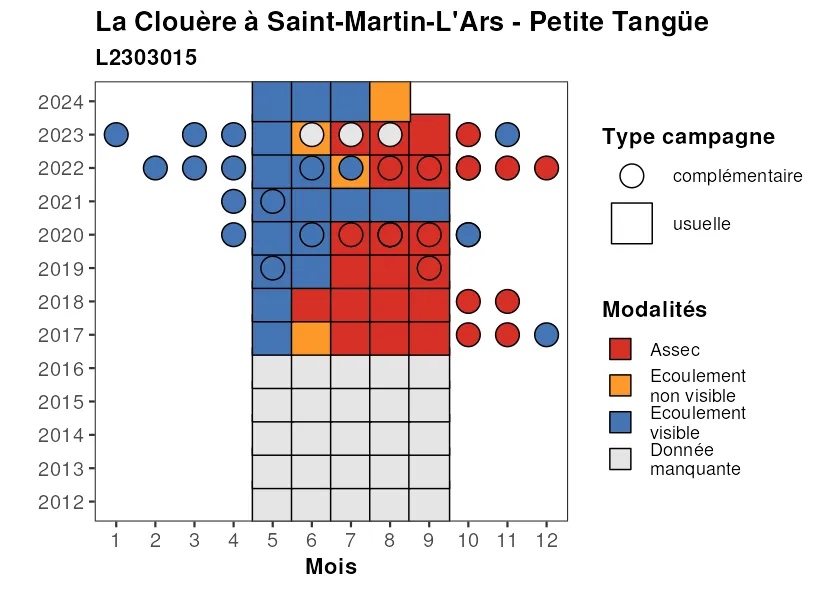 La Clouère à Saint-Martin-L'Ars - Petite Tangüe
L2303015
2024
2023
2022
2021
2020
2019
2018
2017
2016
2015
2014
2013
2012
1 2 3 4 5 6 7 8 9 10 11 12
Mois
Type campagne
complémentaire
usuelle
Modalités
Assec
Ecoulement
non visible
Ecoulement
visible
Donnée
manquante